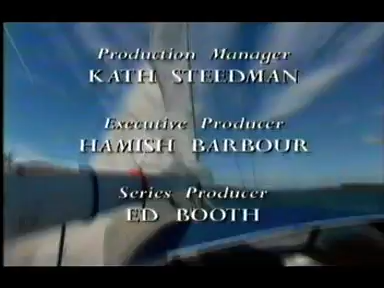 Production Manager
KATH STEEDMAN
Executive Producer
HAMISH BARBOUR
Series Producer
ED BOOTH